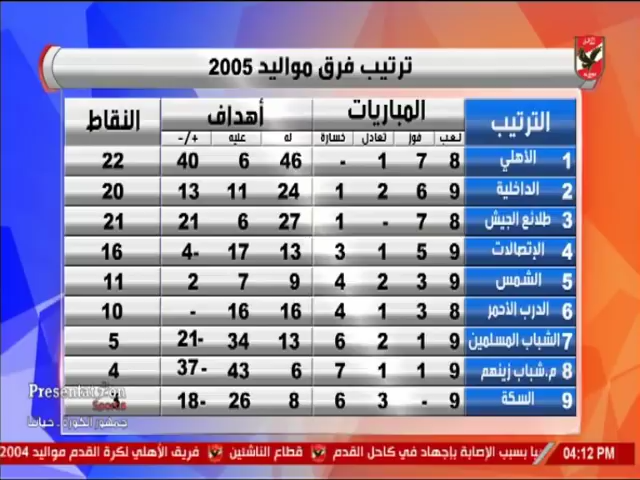 ترتيب فرق مواليد 2005
الترتيب المباريات أهداف النقاط
لعب فوز تعادل خسارة له عليه +/-
1 الأهلي 8 7 1 - 46 6 40 22
2 الداخلية 9 6 2 1 24 11 13 20
3 طلائع الجيش 8 7 - 1 27 6 21 21
4 الإتصالات 9 5 1 3 13 17 4- 16
5 الشمس 9 3 2 4 9 7 2 11
6 الدرب الأحمر 8 3 1 4 16 16 - 10
7 الشباب المسلمين 9 1 2 6 13 34 21- 5
8 م.شباب زينهم 9 1 1 7 6 43 37- 4
9 السكة 9 - 3 6 8 26 18- 3
Presentation
Sports
جمهور الكورة.. حياتنا
يا بسبب الإصابة بإجهاد في كاحل القدم قطاع الناشئين فريق الأهلي لكرة القدم مواليد 2004
04:12 PM